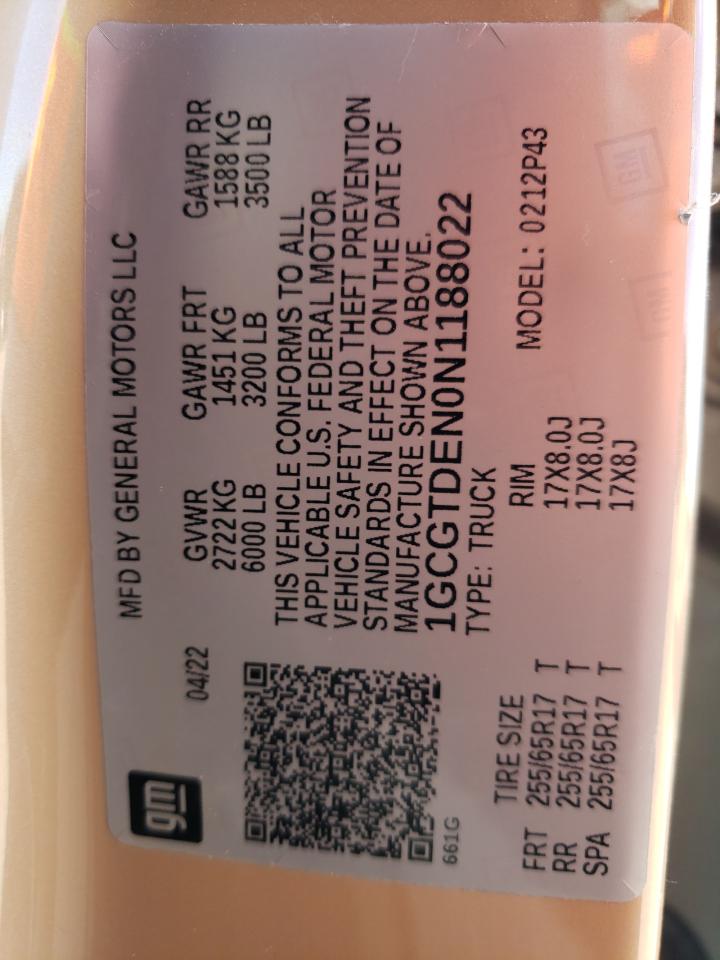 gm
MFD BY GENERAL MOTORS LLC
04/22
GVWR GAWR FRT GAWR RR
2722 KG 1451 KG 1588 KG
6000 LB 3200 LB 3500 LB
THIS VEHICLE CONFORMS TO ALL
APPLICABLE U.S. FEDERAL MOTOR
VEHICLE SAFETY AND THEFT PREVENTION
STANDARDS IN EFFECT ON THE DATE OF
MANUFACTURE SHOWN ABOVE.
1GCGTDEN0N1188022
661G
TYPE: TRUCK
TIRE SIZE RIM MODEL: 0212P43
FRT 255/65R17 T 17X8.0J
RR 255/65R17 T 17X8.0J
SPA 255/65R17 T 17X8J
GM
GM